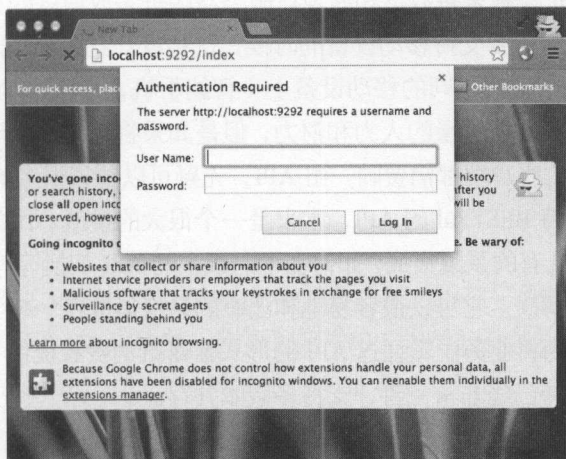 New Tab
localhost:9292/index
For quick access, plac
Other Bookmarks
Authentication Required
The server http://localhost:9292 requires a username and
password.
User Name:
Password:
Cancel
Log In
You've gone inco
history
or search history,
after you
close all open inco
will be
preserved, howeve
Going incognito d
e. Be wary of:
• Websites that collect or share information about you
• Internet service providers or employers that track the pages you visit
• Malicious software that tracks your keystrokes in exchange for free smileys
• Surveillance by secret agents
• People standing behind you
Learn more about incognito browsing.
Because Google Chrome does not control how extensions handle your personal data, all
extensions have been disabled for incognito windows. You can reenable them individually in the
extensions manager.